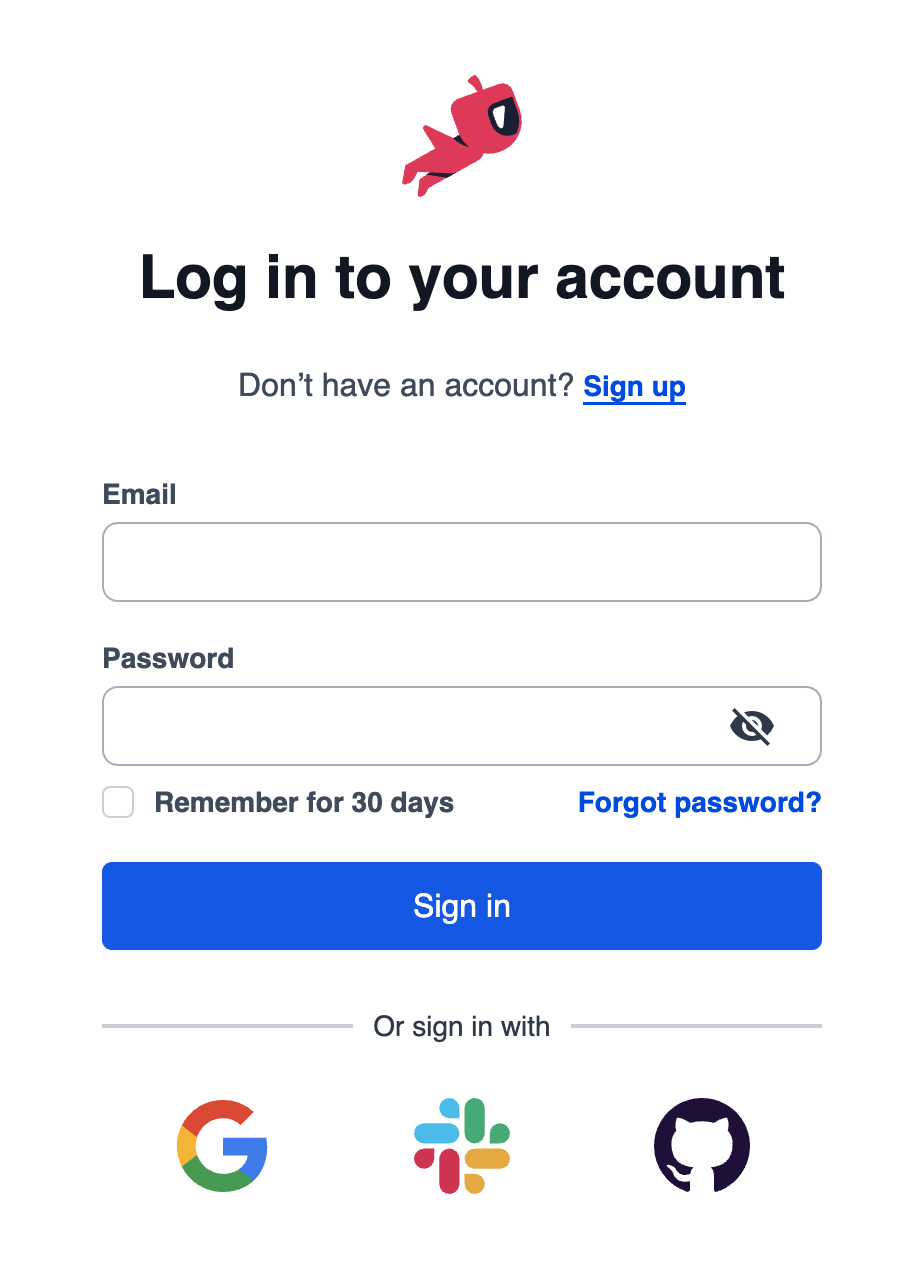 Log in to your account
Don’t have an account? Sign up
Email
Password
Remember for 30 days Forgot password?
Sign in
Or sign in with